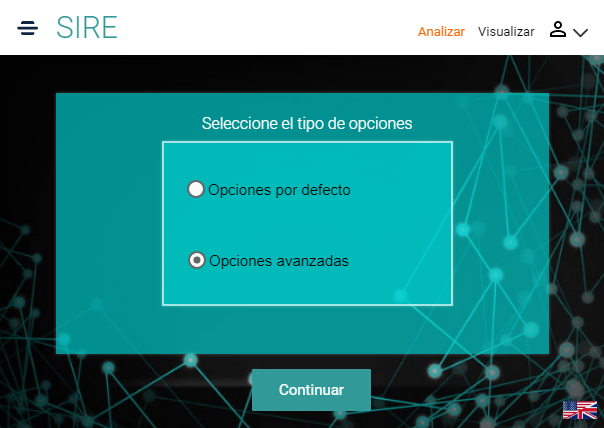 SIRE
Analizar
Visualizar
Seleccione el tipo de opciones
Opciones por defecto
Opciones avanzadas
Continuar